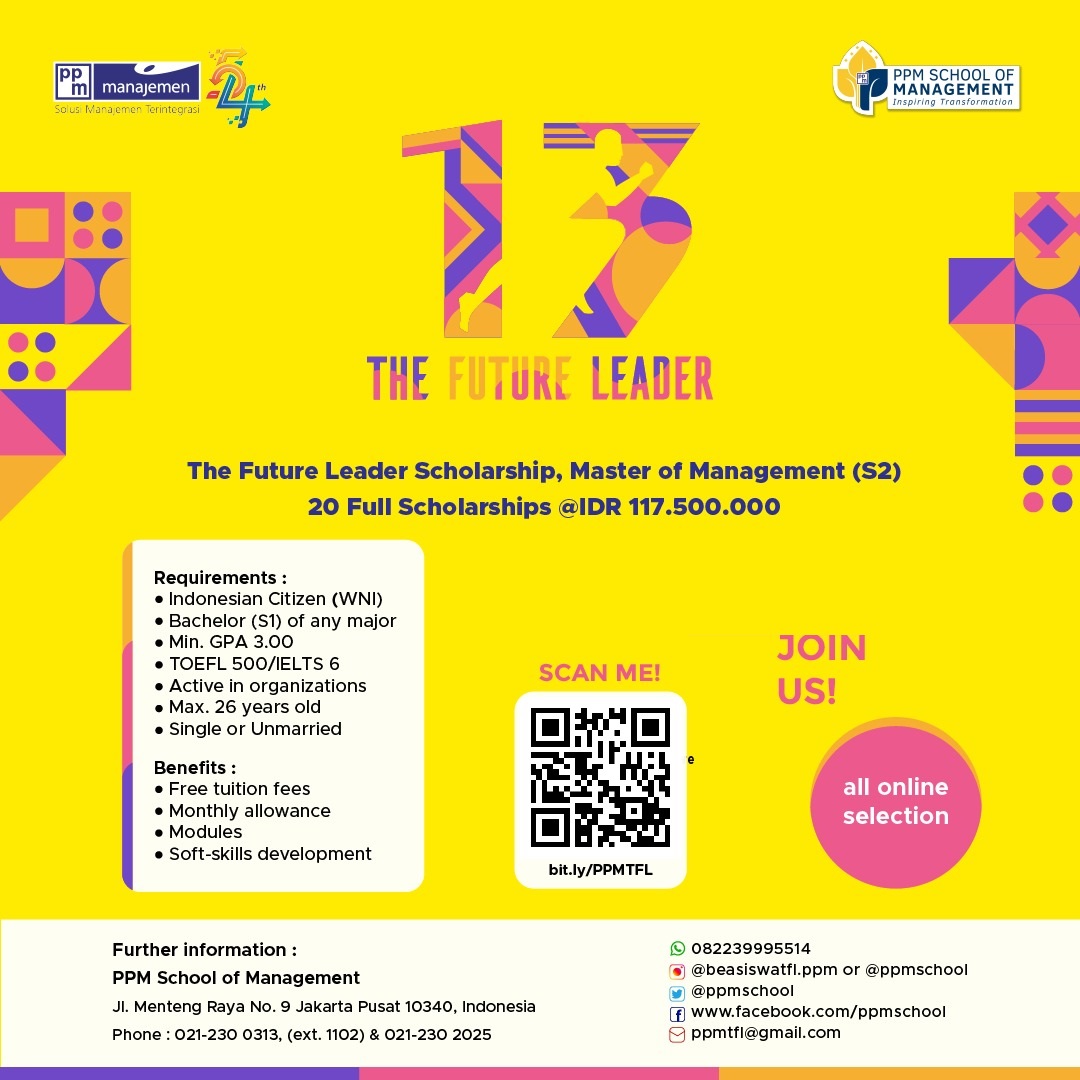 ppm manajemen
Solusi Manajemen Terintegrasi
54th
PPM SCHOOL OF
MANAGEMENT
Inspiring Transformation
13
THE FUTURE LEADER
The Future Leader Scholarship, Master of Management (S2)
20 Full Scholarships @IDR 117.500.000
Requirements :
• Indonesian Citizen (WNI)
• Bachelor (S1) of any major
• Min. GPA 3.00
• TOEFL 500/IELTS 6
• Active in organizations
• Max. 26 years old
• Single or Unmarried
Benefits :
• Free tuition fees
• Monthly allowance
• Modules
• Soft-skills development
SCAN ME!
bit.ly/PPMTFL
JOIN
US!
all online
selection
Further information :
PPM School of Management
Jl. Menteng Raya No. 9 Jakarta Pusat 10340, Indonesia
Phone : 021-230 0313, (ext. 1102) & 021-230 2025
082239995514
@beasiswatfl.ppm or @ppmschool
@ppmschool
www.facebook.com/ppmschool
ppmtfl@gmail.com